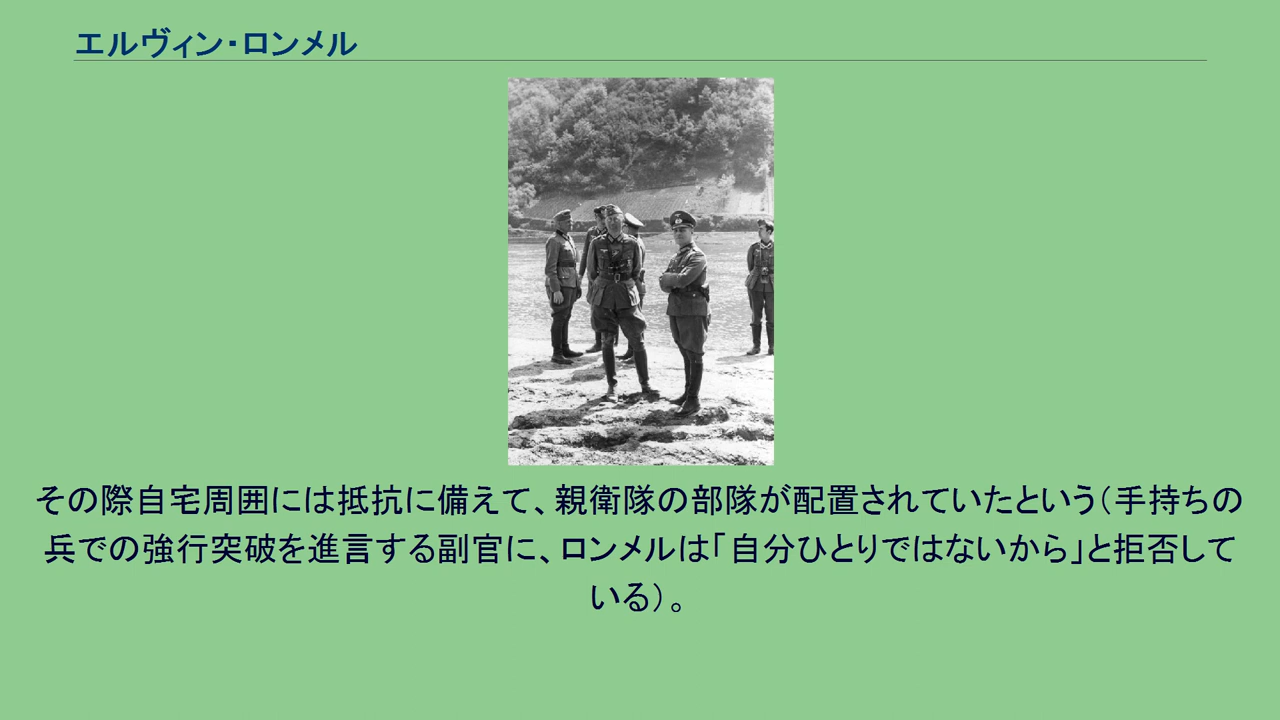 エルヴィン・ロンメル
その際自宅周囲には抵抗に備えて、親衛隊の部隊が配置されていたという（手持ちの
兵での強行突破を進言する副官に、ロンメルは「自分ひとりではないから」と拒否して
いる）。